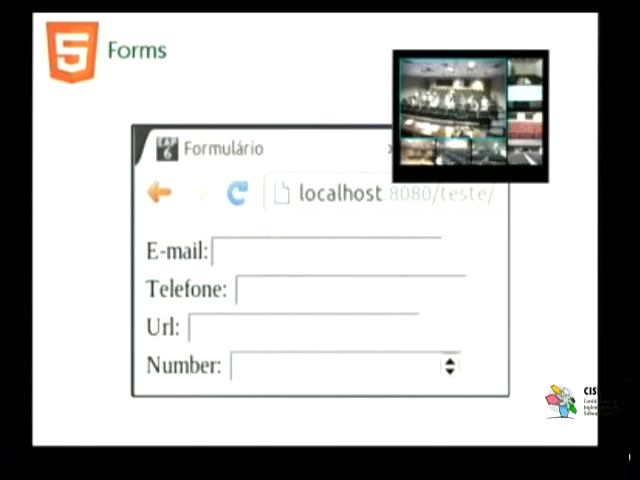 5 Forms
Formulário
localhost:8080/teste/
E-mail:
Telefone:
Url:
Number:
CIS